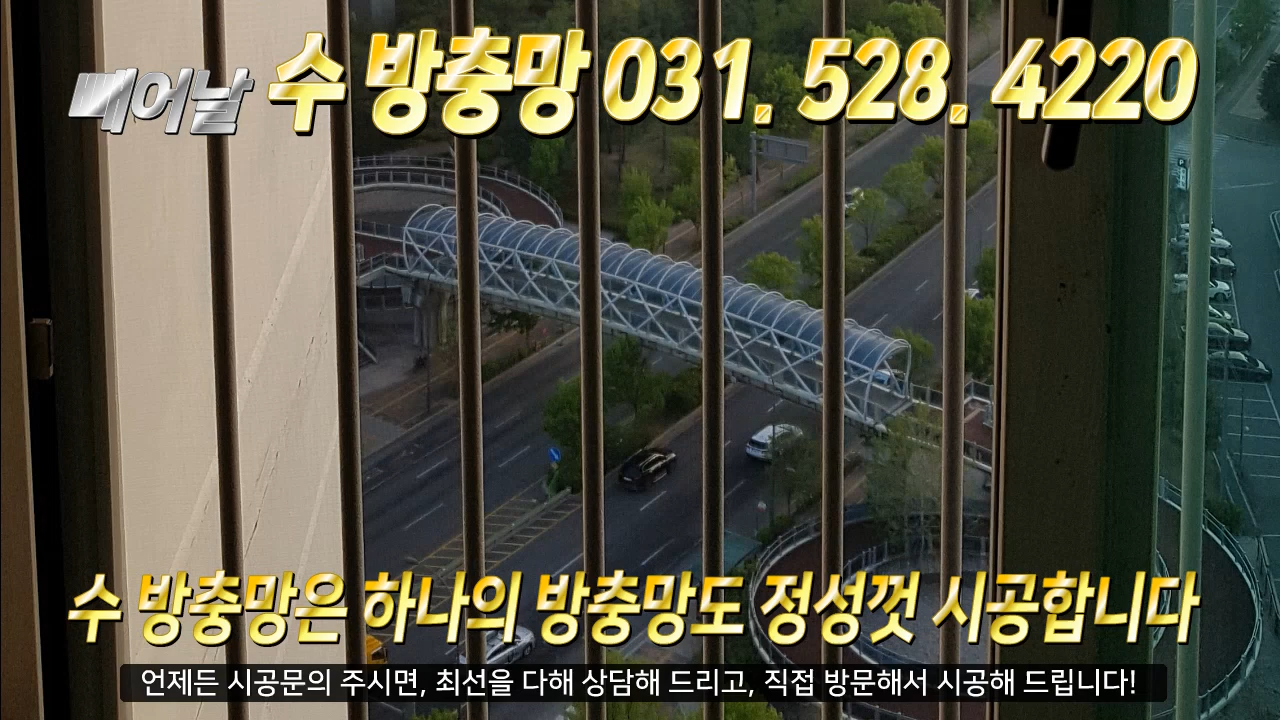 빼어날 수 방충망 031. 528. 4220
수 방충망은 하나의 방충망도 정성껏 시공합니다
언제든 시공문의 주시면, 최선을 다해 상담해 드리고, 직접 방문해서 시공해 드립니다!